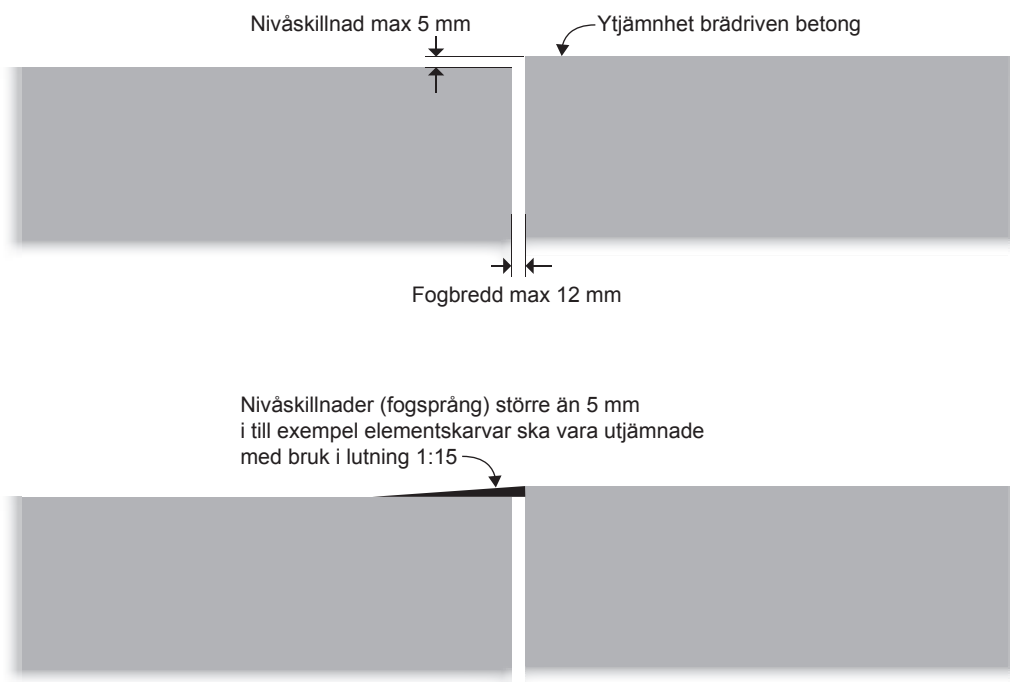 Nivåskillnad max 5 mm
Ytjämnhet brädriven betong
Fogbredd max 12 mm
Nivåskillnader (fogsprång) större än 5 mm
i till exempel elementskarvar ska vara utjämnade
med bruk i lutning 1:15